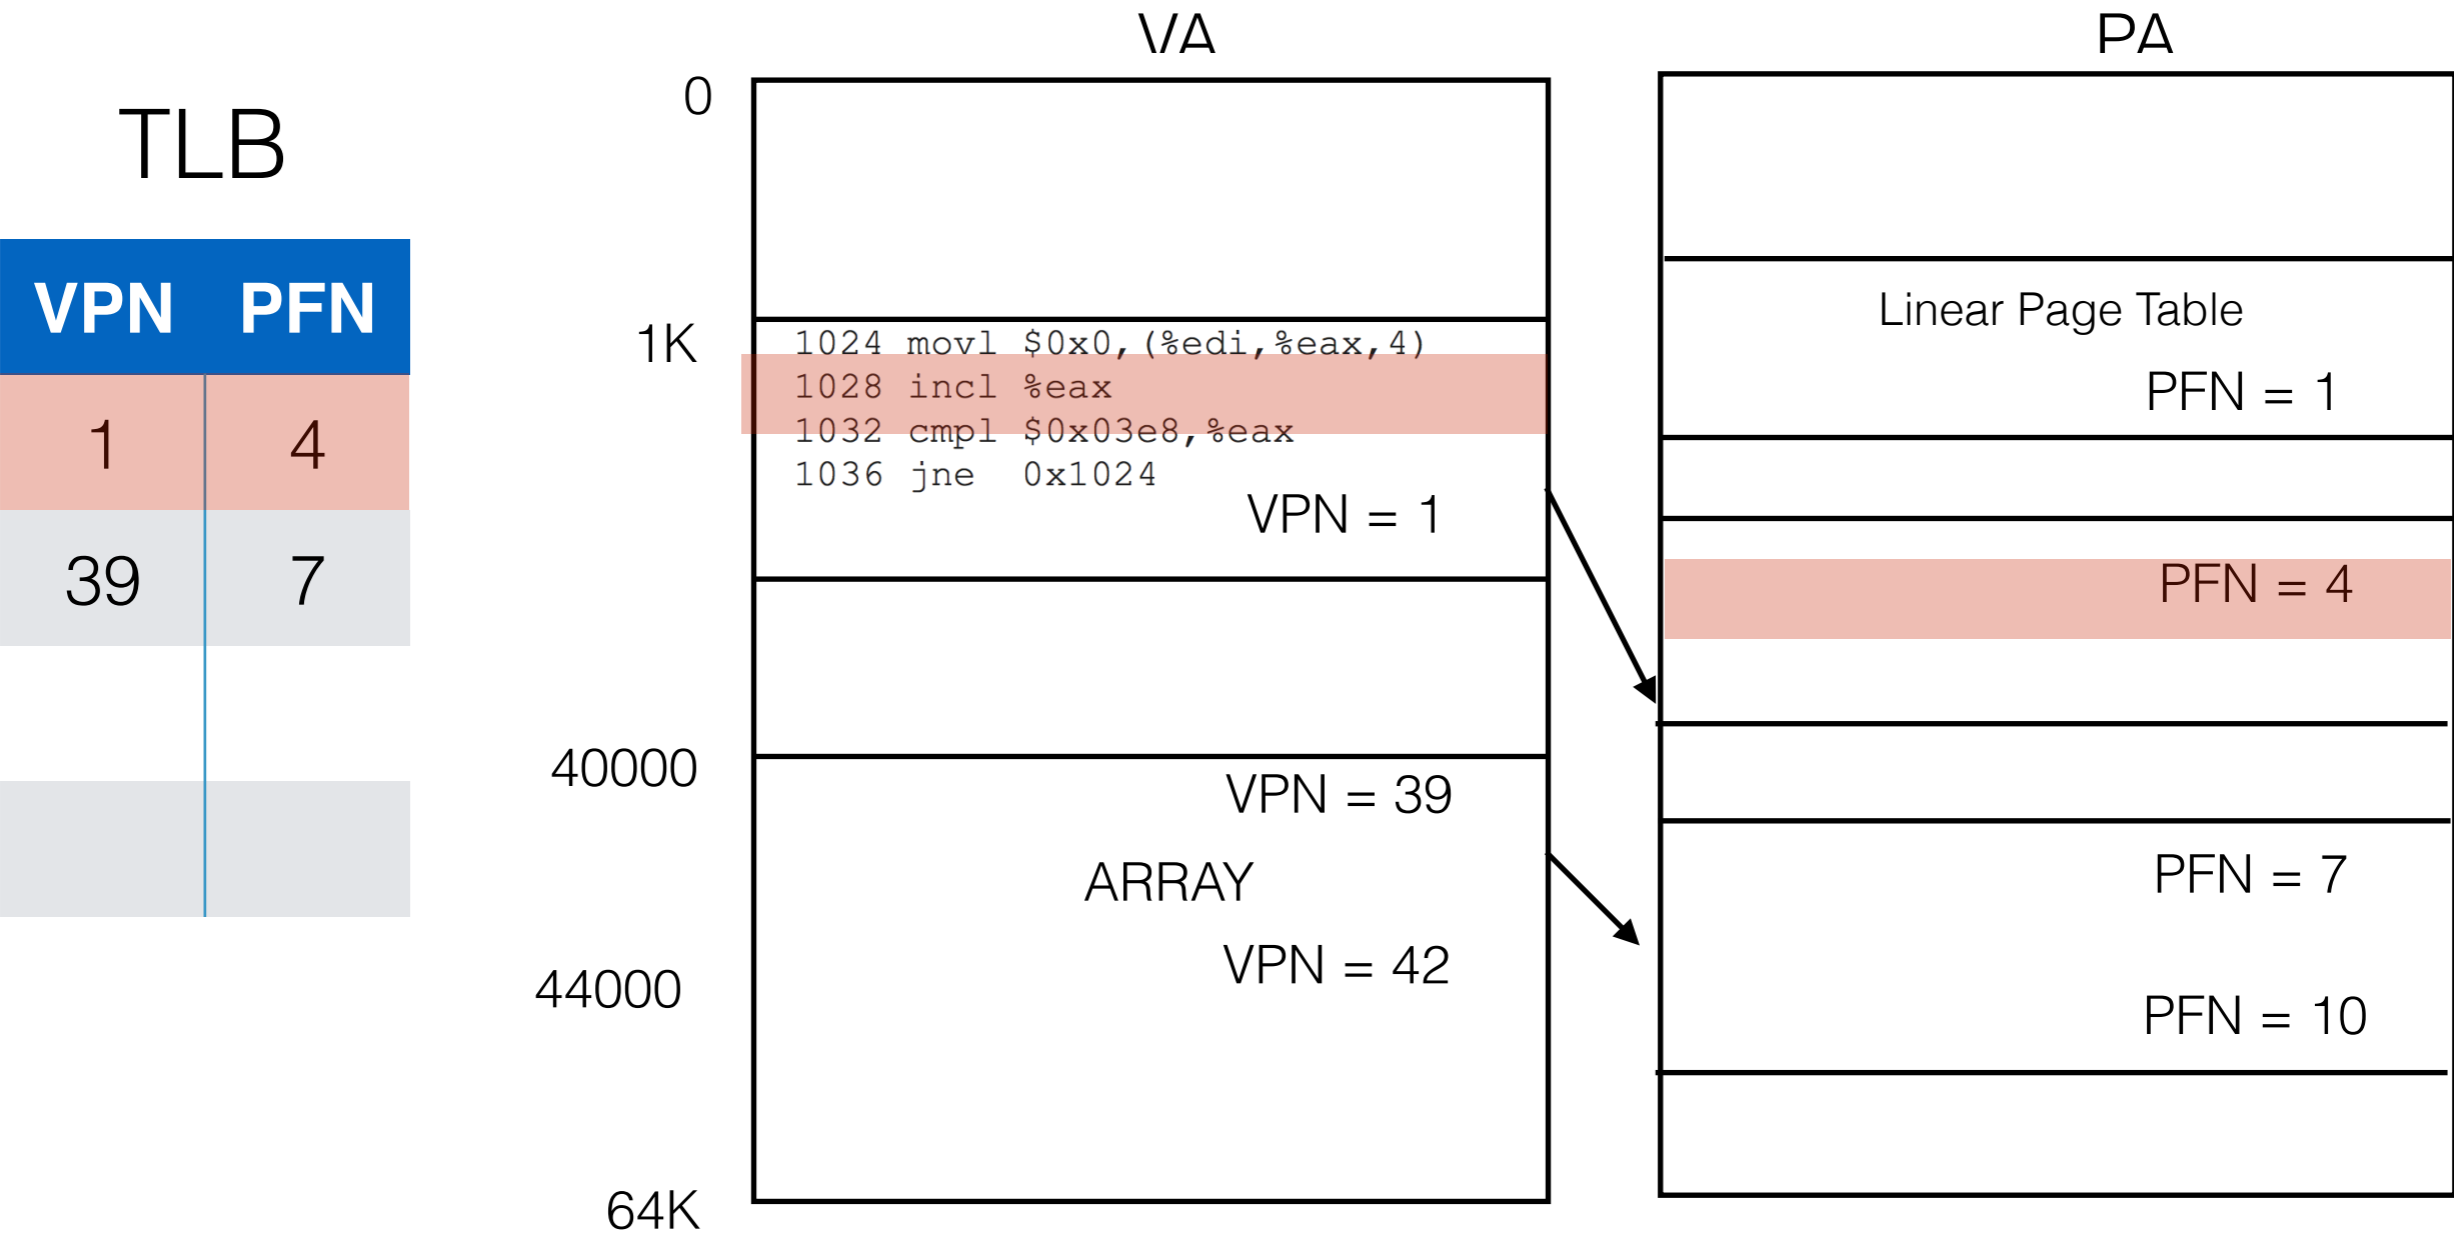 TLB
VPN PFN
1 4
39 7
VA
0
1K
1024 movl $0x0,(%edi,%eax,4)
1028 incl %eax
1032 cmpl $0x03e8,%eax
1036 jne 0x1024
VPN = 1
40000
VPN = 39
ARRAY
VPN = 42
44000
64K
PA
Linear Page Table
PFN = 1
PFN = 4
PFN = 7
PFN = 10